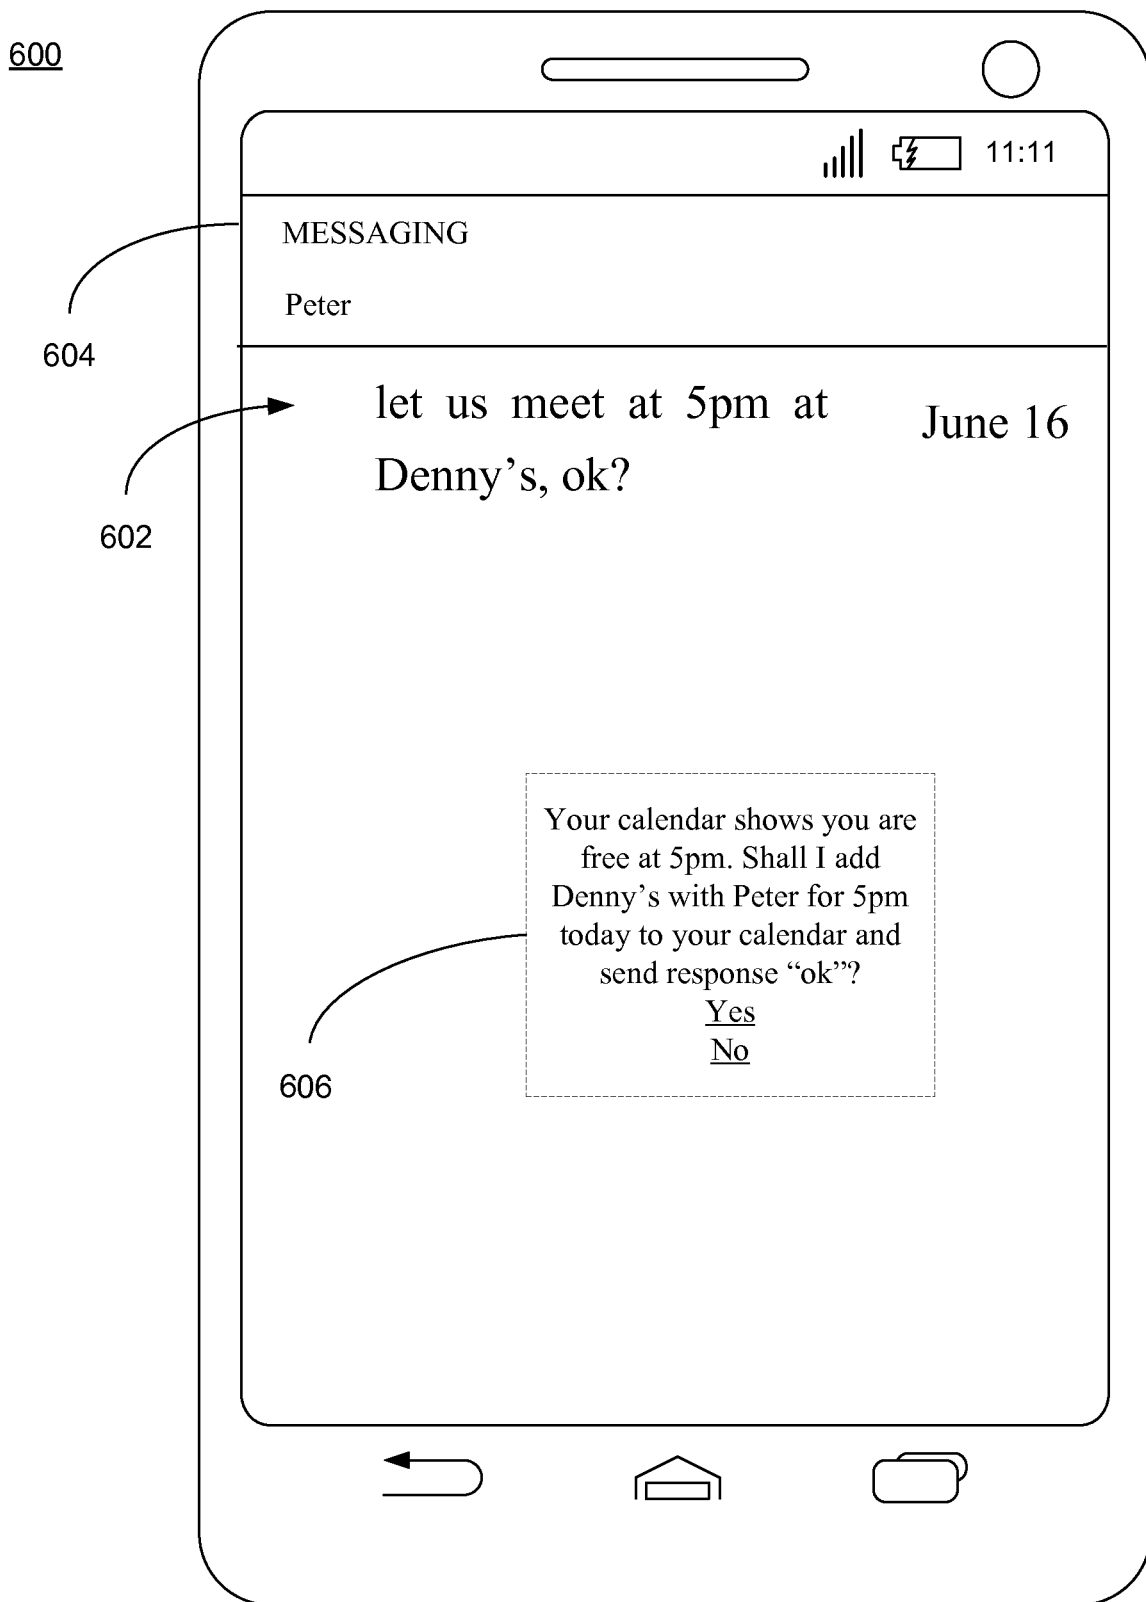 600
11:11
MESSAGING
Peter
604
let us meet at 5pm at
June 16
Denny’s, ok?
602
Your calendar shows you are
free at 5pm. Shall I add
Denny’s with Peter for 5pm
today to your calendar and
send response “ok”?
Yes
No
606